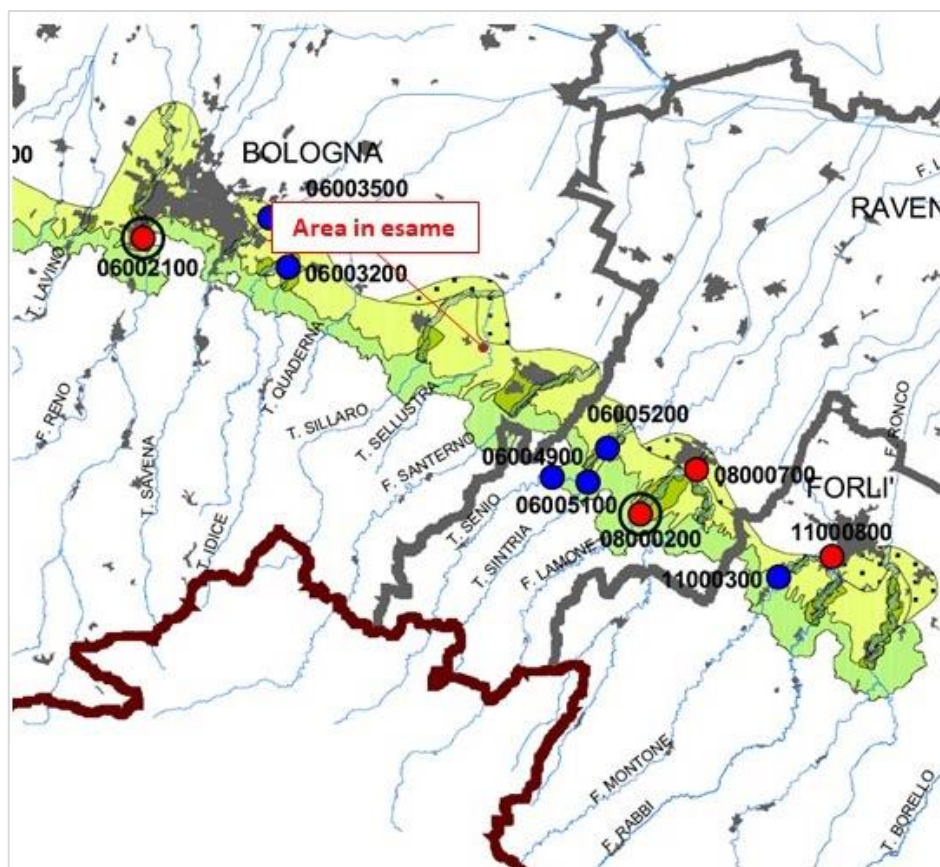 BOLOGNA
00
06003500
RAVEN
F. L
Area in esame
06002100
06003200
T. LAVINO
T. QUADERNA
F. RENO
T. SAVENA
T. IDICE
T. SILLARO
T. SELLUSTRA
F. SANTERNO
06005200
F. RONCO
06004900
08000700
06005100
FORLI'
T. SENIO
08000200
11000800
T. SINTRIA
F. LAMONE
11000300
F. MONTONE
F. RABBI
T. BORELLO